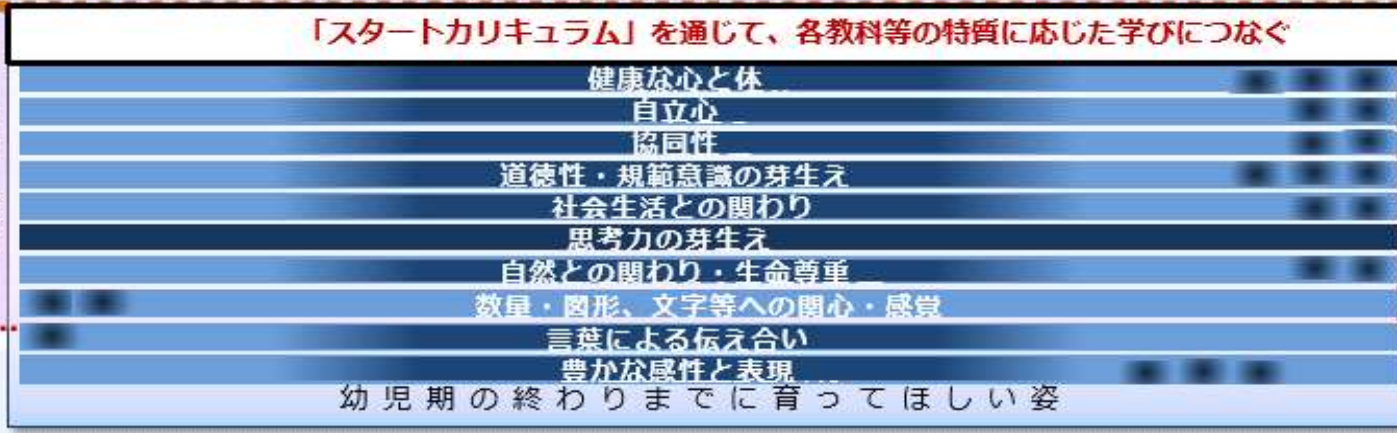 「スタートカリキュラム」を通じて、各教科等の特質に応じた学びにつなぐ
健康な心と体
自立心
協同性
道徳性・規範意識の芽生え
社会生活との関わり
思考力の芽生え
自然との関わり・生命尊重
数量・図形、文字等への関心・感覚
言葉による伝え合い
豊かな感性と表現
幼児期の終わりまでに育ってほしい姿